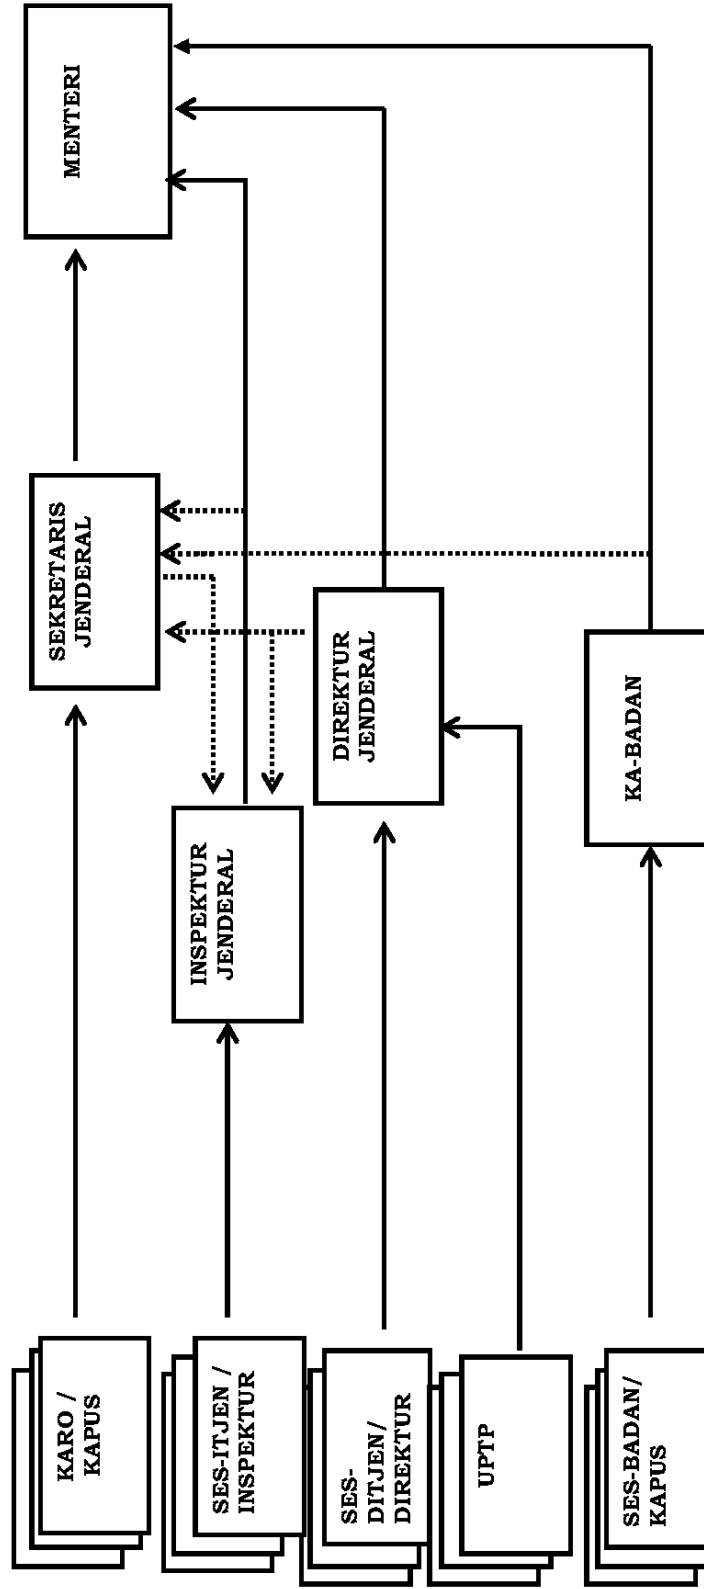 MENTERI
SEKRETARIS
JENDERAL
INSPEKTUR
JENDERAL
DIREKTUR
JENDERAL
KA-BADAN
KARO /
KAPUS
SES-ITJEN /
INSPEKTUR
SES-
DITJEN/
DIREKTUR
UPTP
SES-BADAN/
KAPUS